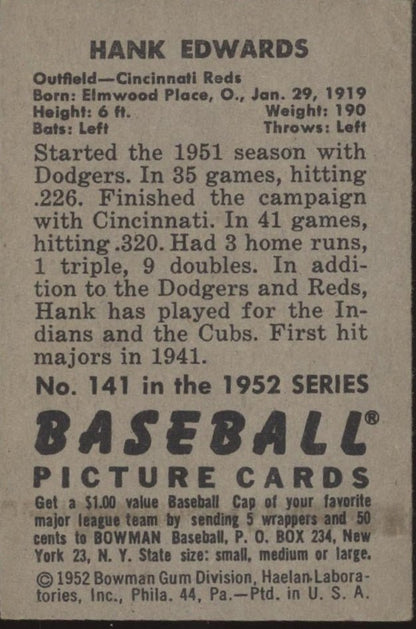 HANK EDWARDS
Outfield—Cincinnati Reds
Born: Elmwood Place, O., Jan. 29, 1919
Height: 6 ft. Weight: 190
Bats: Left Throws: Left
Started the 1951 season with
Dodgers. In 35 games, hitting
.226. Finished the campaign
with Cincinnati. In 41 games,
hitting .320. Had 3 home runs,
1 triple, 9 doubles. In addi-
tion to the Dodgers and Reds,
Hank has played for the In-
dians and the Cubs. First hit
majors in 1941.
No. 141 in the 1952 SERIES
BASEBALL®
PICTURE CARDS
Get a $1.00 value Baseball Cap of your favorite
major league team by sending 5 wrappers and 50
cents to BOWMAN Baseball, P. O. BOX 234, New
York 23, N. Y. State size: small, medium or large.
© 1952 Bowman Gum Division, Haelan Labora-
tories, Inc., Phila. 44, Pa.—Ptd. in U. S. A.